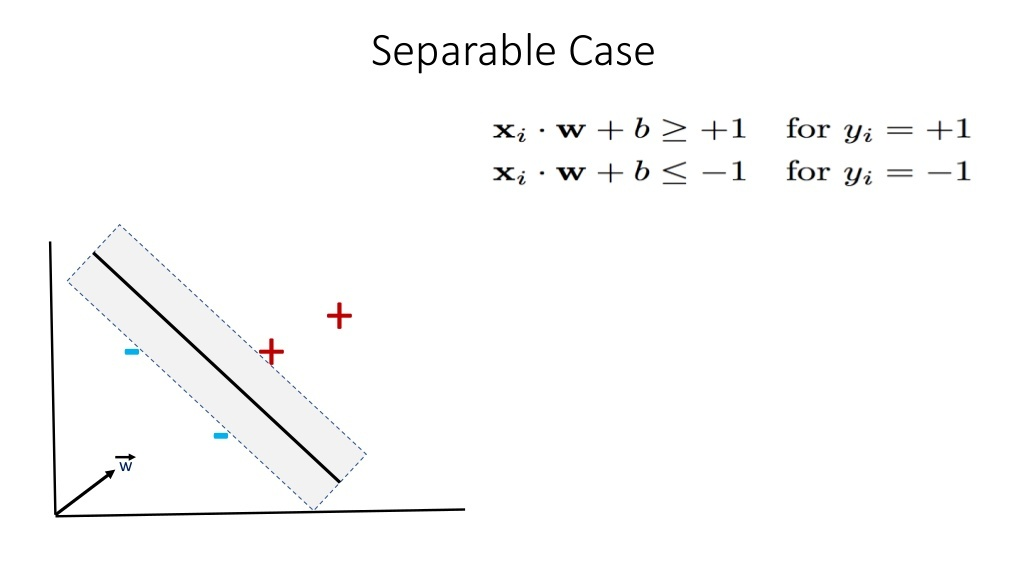 Separable Case
𝐱ᵢ · 𝐰 + b ≥ +1 for yᵢ = +1
𝐱ᵢ · 𝐰 + b ≤ −1 for yᵢ = −1
+
+
-
-
w⃗